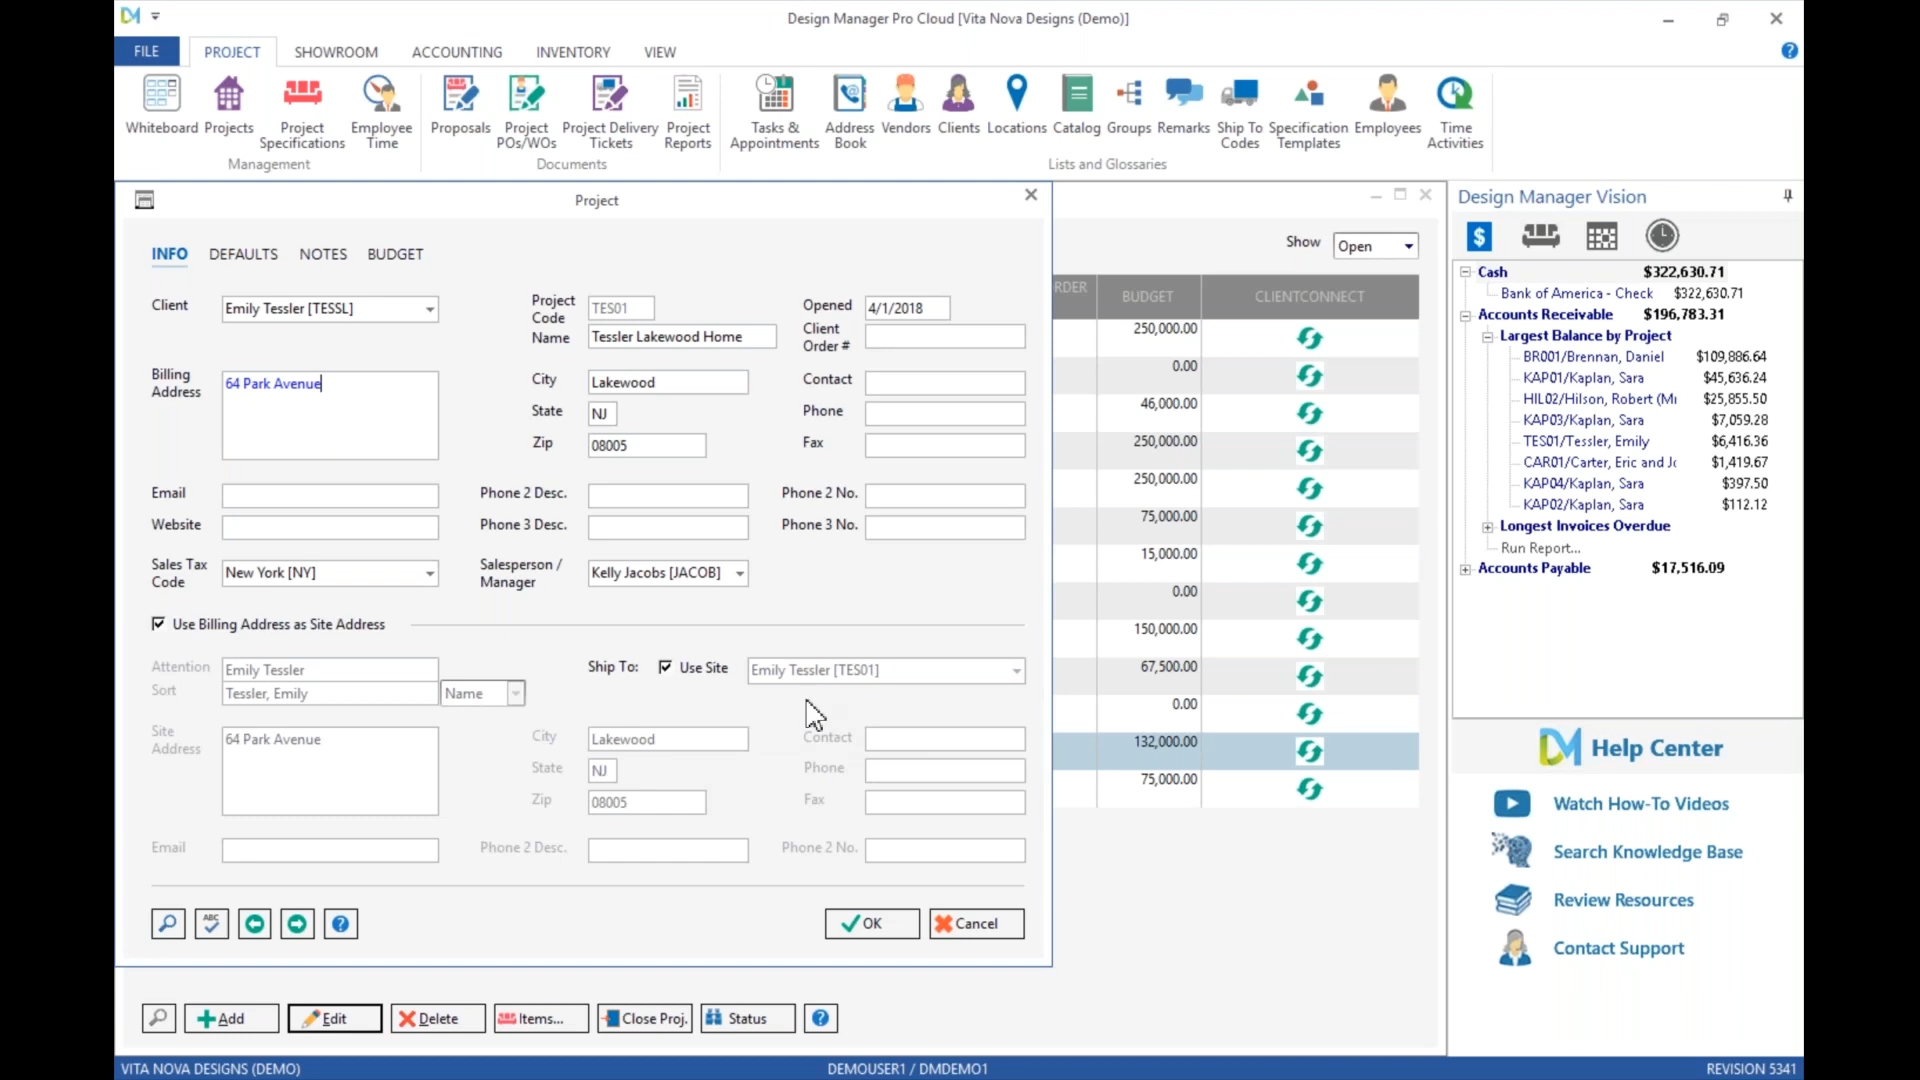 Design Manager Pro Cloud [Vita Nova Designs (Demo)]
FILE PROJECT SHOWROOM ACCOUNTING INVENTORY VIEW
Whiteboard Projects Project Specifications Employee Time Proposals Project POs/WOs Project Delivery Tickets Project Reports Tasks & Appointments Address Book Vendors Clients Locations Catalog Groups Remarks Ship To Codes Specification Templates Employees Time Activities
Management Documents Lists and Glossaries
Project
INFO DEFAULTS NOTES BUDGET
Client Emily Tessler [TESSL] Project Code TES01 Opened 4/1/2018
Name Tessler Lakewood Home Client Order #
Billing Address 64 Park Avenue City Lakewood Contact
State NJ Phone
Zip 08005 Fax
Email Phone 2 Desc. Phone 2 No.
Website Phone 3 Desc. Phone 3 No.
Sales Tax Code New York [NY] Salesperson / Manager Kelly Jacobs [JACOB]
Use Billing Address as Site Address
Attention Emily Tessler Ship To: Use Site Emily Tessler [TES01]
Sort Tessler, Emily Name
Site Address 64 Park Avenue City Lakewood Contact
State NJ Phone
Zip 08005 Fax
Email Phone 2 Desc. Phone 2 No.
ABC ? OK Cancel
Show Open
RDER BUDGET CLIENTCONNECT
250,000.00
0.00
46,000.00
250,000.00
250,000.00
75,000.00
15,000.00
0.00
150,000.00
67,500.00
0.00
132,000.00
75,000.00
Add Edit Delete Items... Close Proj. Status ?
Design Manager Vision
$
Cash $322,630.71
Bank of America - Check $322,630.71
Accounts Receivable $196,783.31
Largest Balance by Project
BR001/Brennan, Daniel $109,886.64
KAP01/Kaplan, Sara $45,636.24
HIL02/Hilson, Robert (Mr $25,855.50
KAP03/Kaplan, Sara $7,059.28
TES01/Tessler, Emily $6,416.36
CAR01/Carter, Eric and Jc $1,419.67
KAP04/Kaplan, Sara $397.50
KAP02/Kaplan, Sara $112.12
Longest Invoices Overdue
Run Report...
Accounts Payable $17,516.09
DM Help Center
Watch How-To Videos
Search Knowledge Base
Review Resources
Contact Support
VITA NOVA DESIGNS (DEMO) DEMOUSER1 / DMDEMO1 REVISION 5341